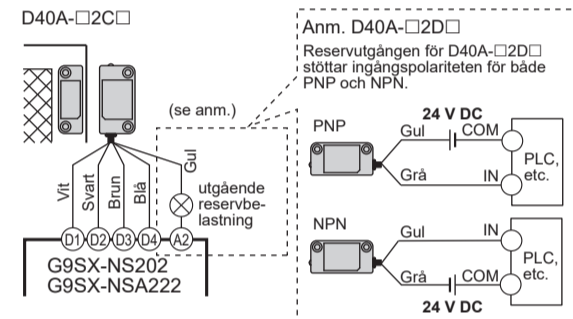 D40A-□2C□
(se anm.)
Vit
Svart
Brun
Blå
Gul
utgående
reservbe-
lastning
D1 D2 D3 D4 A2
G9SX-NS202
G9SX-NSA222
Anm. D40A-□2D□
Reservutgången för D40A-□2D□
stöttar ingångspolariteten för både
PNP och NPN.
24 V DC
PNP
Gul
COM
Grå
IN
PLC,
etc.
NPN
Gul
IN
Grå
COM
PLC,
etc.
24 V DC